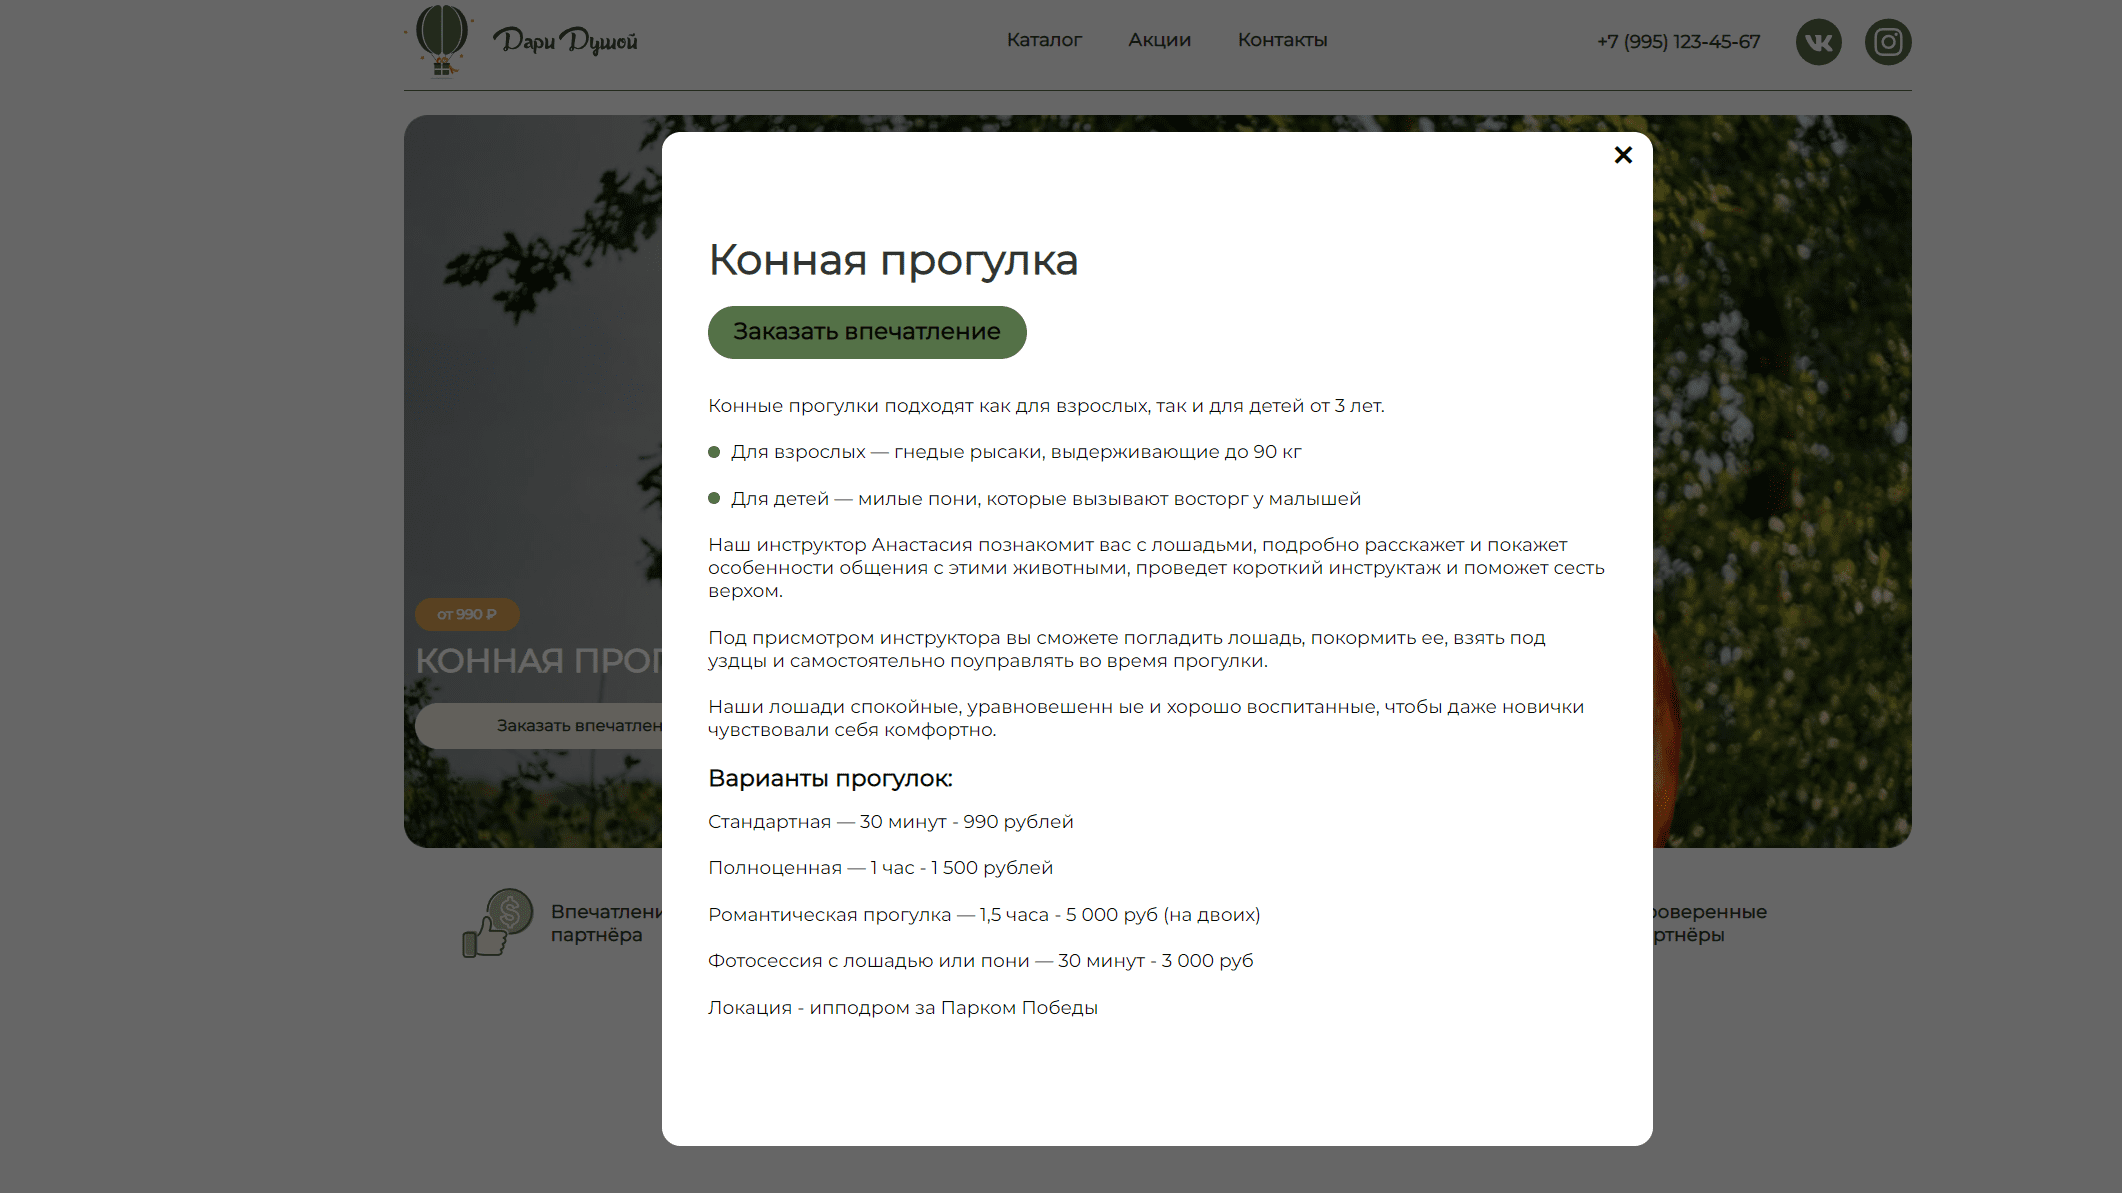 Дари Душой
Каталог
Акции
Контакты
+7 (995) 123-45-67
Конная прогулка
Заказать впечатление
Конные прогулки подходят как для взрослых, так и для детей от 3 лет.
Для взрослых — гнедые рысаки, выдерживающие до 90 кг
Для детей — милые пони, которые вызывают восторг у малышей
Наш инструктор Анастасия познакомит вас с лошадьми, подробно расскажет и покажет
особенности общения с этими животными, проведет короткий инструктаж и поможет сесть
верхом.
Под присмотром инструктора вы сможете погладить лошадь, покормить ее, взять под
уздцы и самостоятельно поуправлять во время прогулки.
Наши лошади спокойные, уравновешенн ые и хорошо воспитанные, чтобы даже новички
чувствовали себя комфортно.
Варианты прогулок:
Стандартная — 30 минут - 990 рублей
Полноценная — 1 час - 1 500 рублей
Романтическая прогулка — 1,5 часа - 5 000 руб (на двоих)
Фотосессия с лошадью или пони — 30 минут - 3 000 руб
Локация - ипподром за Парком Победы
от 990 ₽
КОННАЯ ПРОГ
Заказать впечатлен
Впечатлени
партнёра
роверенные
ртнёры